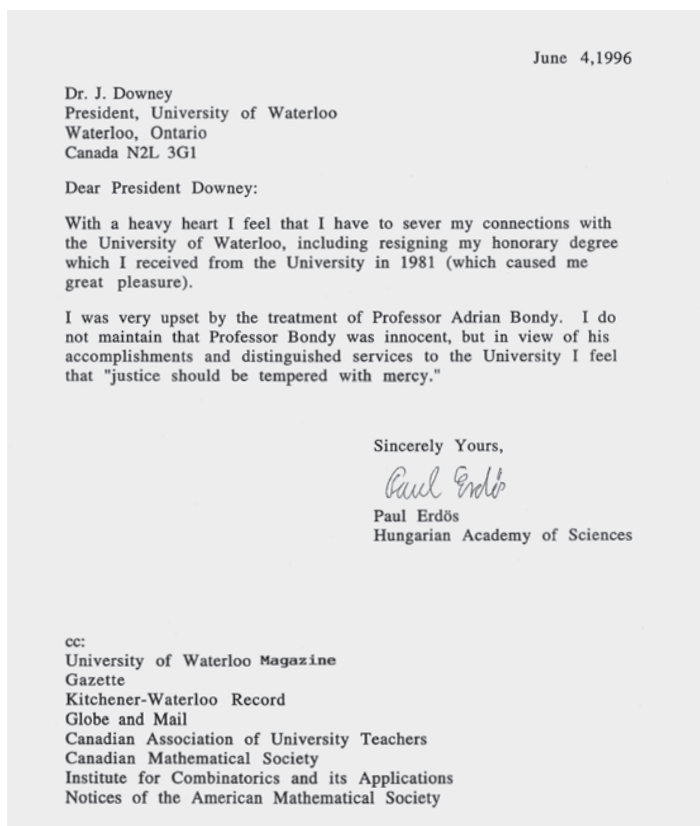 June 4,1996
Dr. J. Downey
President, University of Waterloo
Waterloo, Ontario
Canada N2L 3G1
Dear President Downey:
With a heavy heart I feel that I have to sever my connections with
the University of Waterloo, including resigning my honorary degree
which I received from the University in 1981 (which caused me
great pleasure).
I was very upset by the treatment of Professor Adrian Bondy. I do
not maintain that Professor Bondy was innocent, but in view of his
accomplishments and distinguished services to the University I feel
that "justice should be tempered with mercy."
Sincerely Yours,
Paul Erdős
Paul Erdös
Hungarian Academy of Sciences
cc:
University of Waterloo Magazine
Gazette
Kitchener-Waterloo Record
Globe and Mail
Canadian Association of University Teachers
Canadian Mathematical Society
Institute for Combinatorics and its Applications
Notices of the American Mathematical Society